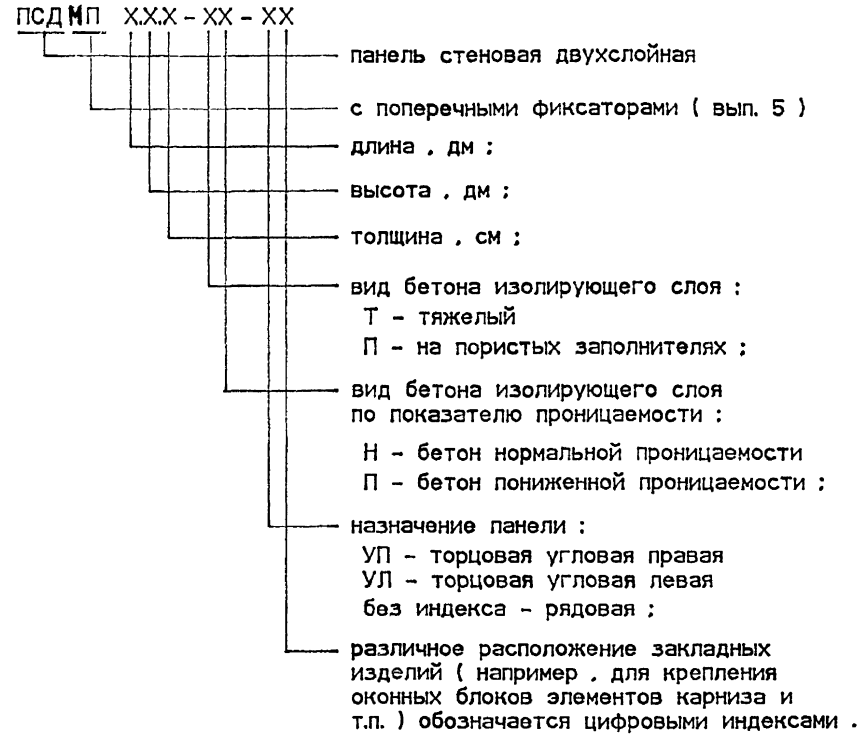 ПСДМП Х.Х.Х – ХХ – ХХ
панель стеновая двухслойная
с поперечными фиксаторами ( вып. 5 )
длина , дм ;
высота , дм ;
толщина , см ;
вид бетона изолирующего слоя :
Т – тяжелый
П – на пористых заполнителях ;
вид бетона изолирующего слоя
по показателю проницаемости :
Н – бетон нормальной проницаемости
П – бетон пониженной проницаемости ;
назначение панели :
УП – торцовая угловая правая
УЛ – торцовая угловая левая
без индекса – рядовая ;
различное расположение закладных
изделий ( например , для крепления
оконных блоков элементов карниза и
т.п. ) обозначается цифровыми индексами .